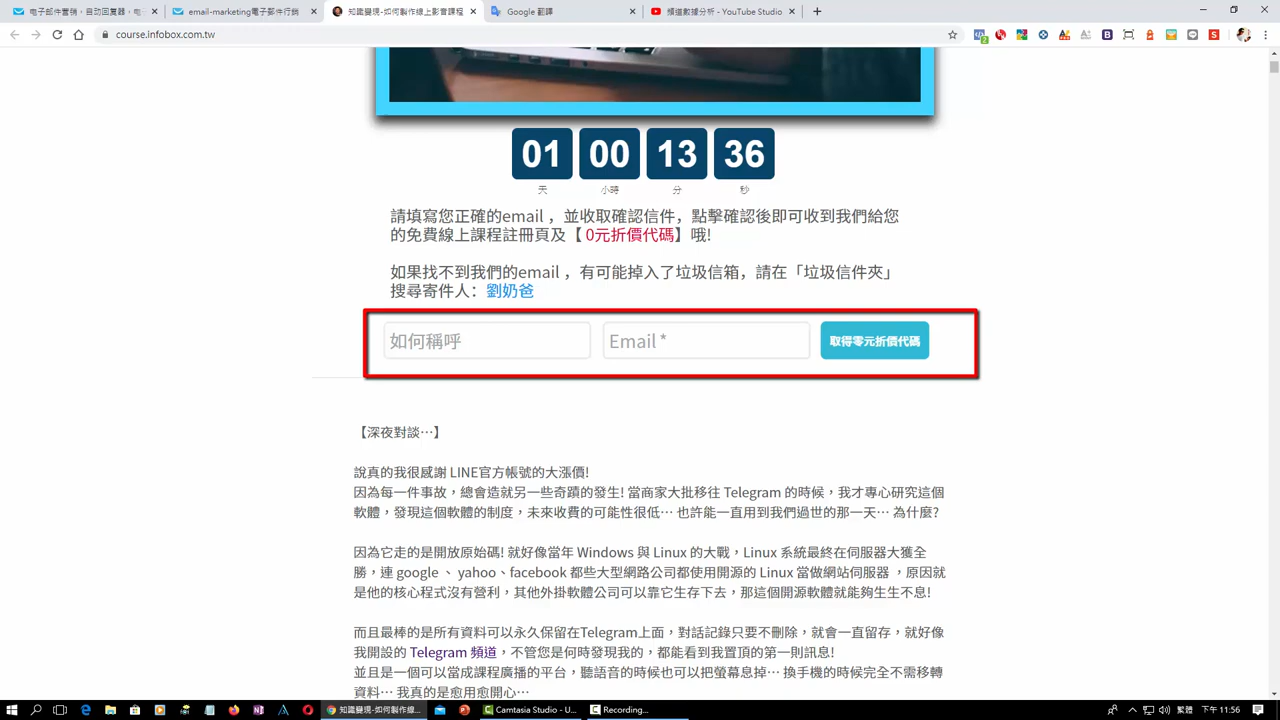 電子郵件宣銷，自動回覆器，電
email-marketing電子郵件行銷
知識變現-如何製作線上影音課程
Google 翻譯
頻道數據分析 - YouTube Studio
course.infobox.com.tw
01 00 13 36
天 小時 分 秒
請填寫您正確的email ，並收取確認信件，點擊確認後即可收到我們給您
的免費線上課程註冊頁及【 0元折價代碼】哦!
如果找不到我們的email ，有可能掉入了垃圾信箱，請在「垃圾信件夾」
搜尋寄件人：劉奶爸
如何稱呼 Email * 取得零元折價代碼
【深夜對談…】
說真的我很感謝 LINE官方帳號的大漲價!
因為每一件事故，總會造就另一些奇蹟的發生! 當商家大批移往 Telegram 的時候，我才專心研究這個
軟體，發現這個軟體的制度，未來收費的可能性很低… 也許能一直用到我們過世的那一天… 為什麼?
因為它走的是開放原始碼! 就好像當年 Windows 與 Linux 的大戰，Linux 系統最終在伺服器大獲全
勝，連 google 、 yahoo、facebook 都些大型網路公司都使用開源的 Linux 當做網站伺服器 ，原因就
是他的核心程式沒有營利，其他外掛軟體公司可以靠它生存下去，那這個開源軟體就能夠生生不息!
而且最棒的是所有資料可以永久保留在Telegram上面，對話記錄只要不刪除，就會一直留存，就好像
我開設的 Telegram 頻道，不管您是何時發現我的，都能看到我置頂的第一則訊息!
並且是一個可以當成課程廣播的平台，聽語音的時候也可以把螢幕息掉… 換手機的時候完全不需移轉
資料… 我真的是愈用愈開心…
知識變現-如何製作線...
Camtasia Studio - U...
Recording...
繁體 下午 11:56